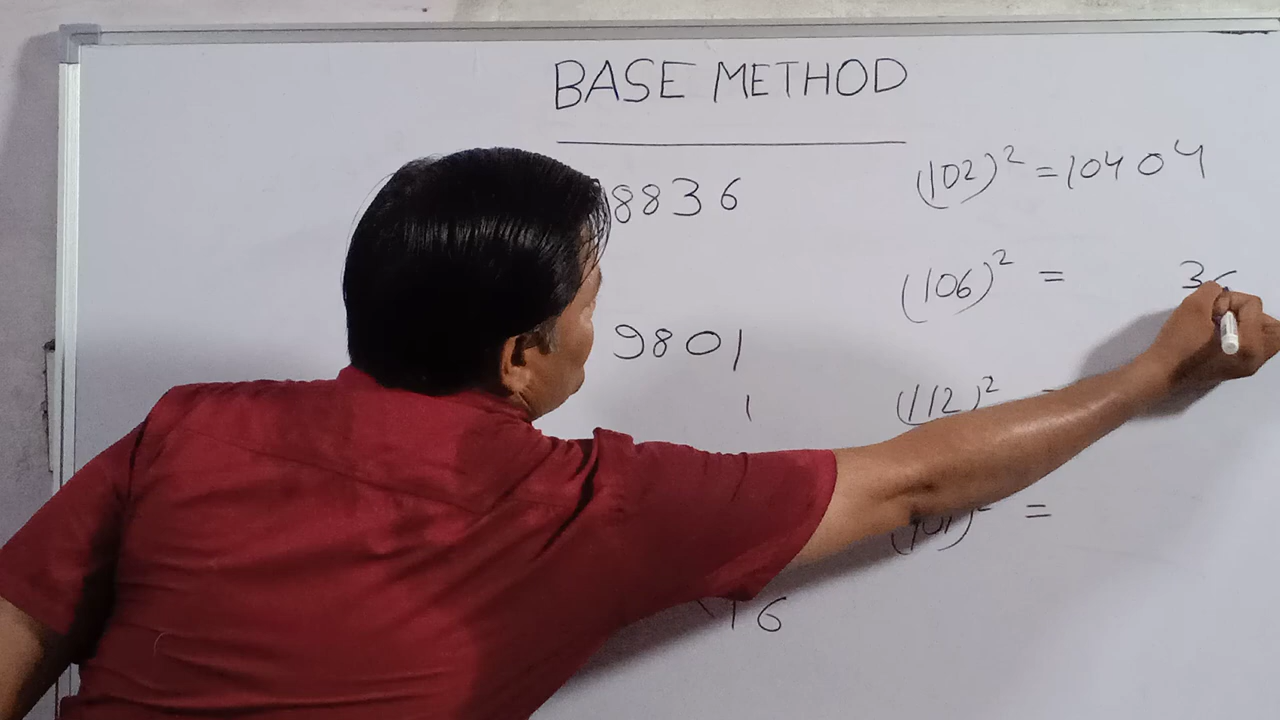 BASE METHOD
8836
9801
1
16
(102)² = 10404
(106)² = 36
(112)² =
(101)² =